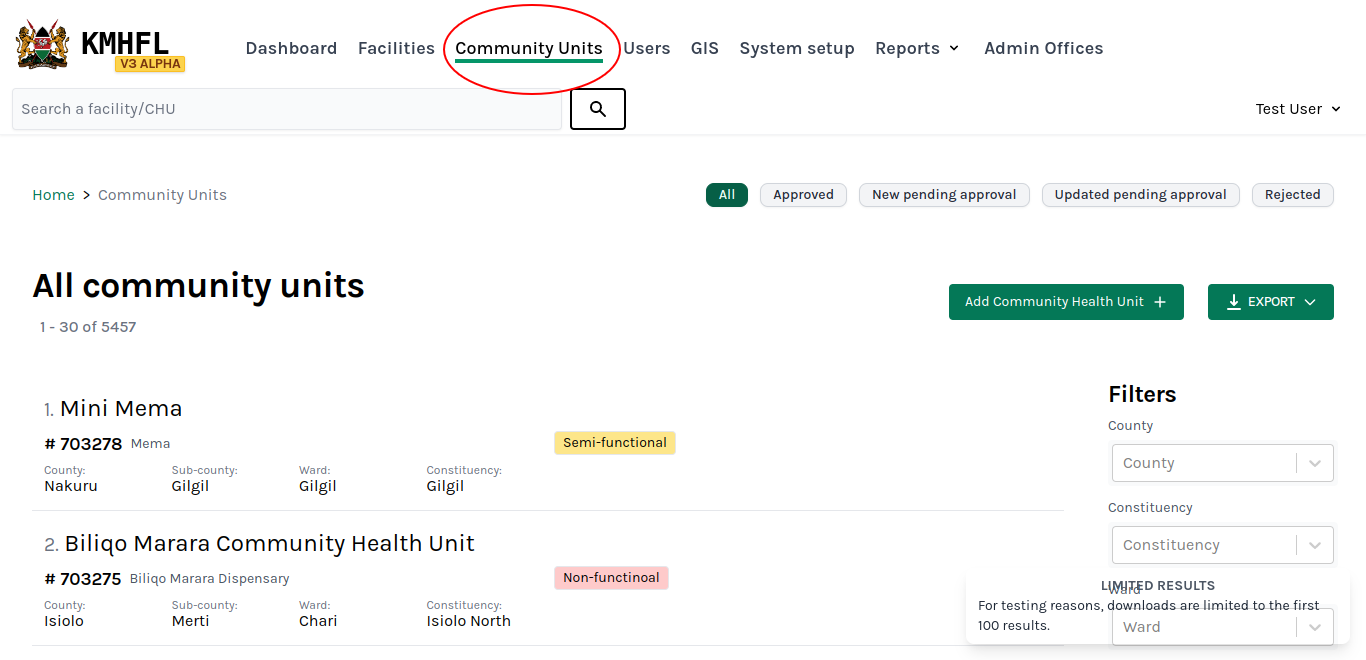 KMHFL
V3 ALPHA
Dashboard Facilities Community Units Users GIS System setup Reports Admin Offices
Search a facility/CHU
Test User
Home > Community Units
All Approved New pending approval Updated pending approval Rejected
All community units
1 - 30 of 5457
Add Community Health Unit +
EXPORT
1. Mini Mema
# 703278 Mema
Semi-functional
County: Sub-county: Ward: Constituency:
Nakuru Gilgil Gilgil Gilgil
2. Biliqo Marara Community Health Unit
# 703275 Biliqo Marara Dispensary
Non-functinoal
County: Sub-county: Ward: Constituency:
Isiolo Merti Chari Isiolo North
Filters
County
County
Constituency
Constituency
Ward
Ward
LIMITED RESULTS
For testing reasons, downloads are limited to the first
100 results.